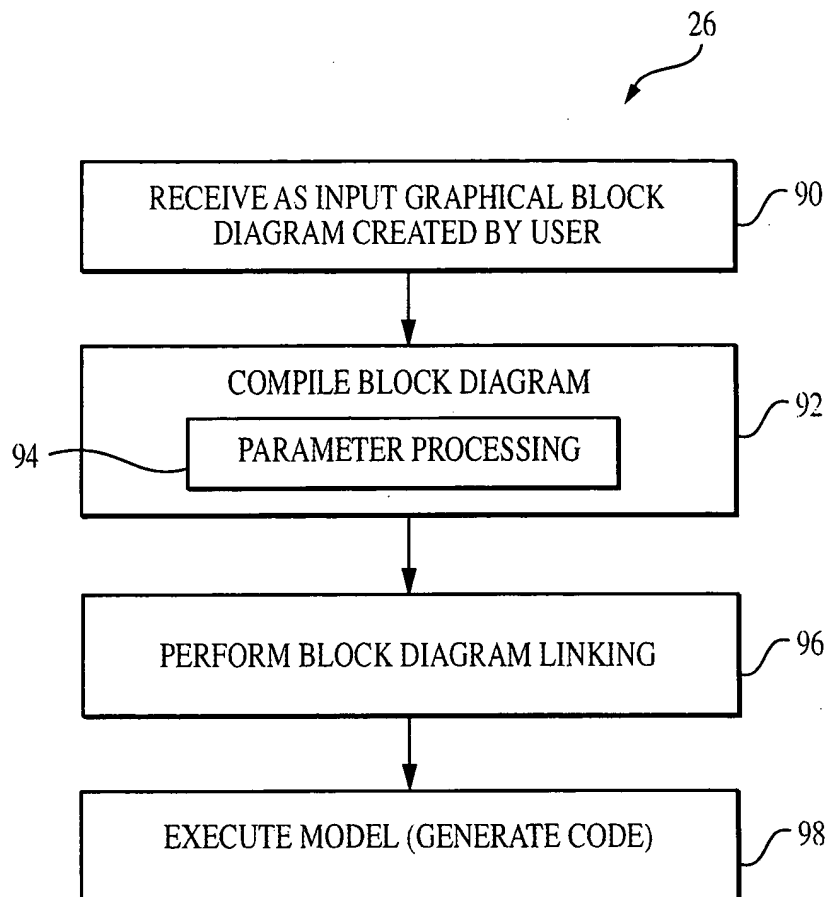 26
RECEIVE AS INPUT GRAPHICAL BLOCK
DIAGRAM CREATED BY USER
90
COMPILE BLOCK DIAGRAM
92
94
PARAMETER PROCESSING
PERFORM BLOCK DIAGRAM LINKING
96
EXECUTE MODEL (GENERATE CODE)
98